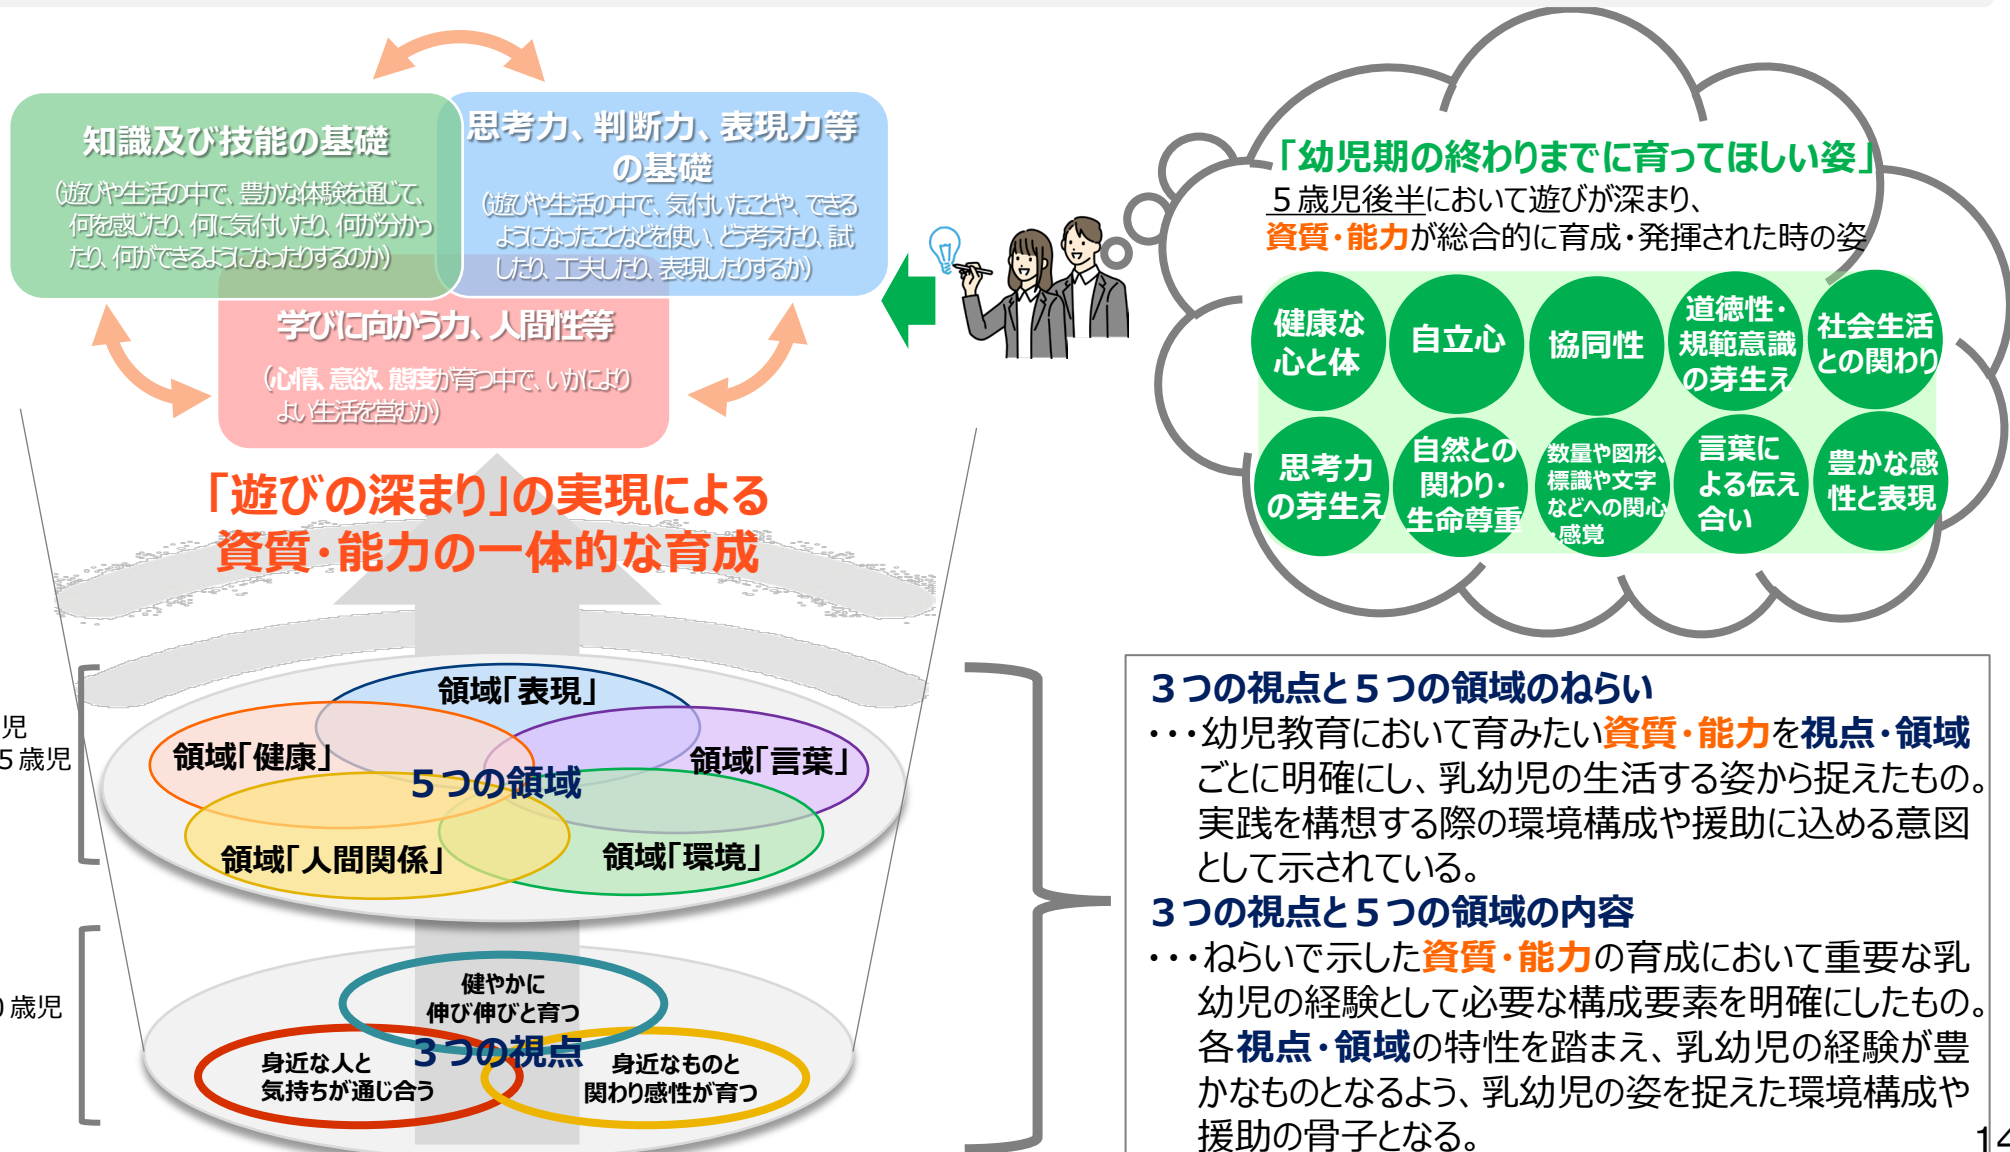 知識及び技能の基礎
(遊びや生活の中で、豊かな体験を通じて、
何を感じたり、何に気付いたり、何が分かっ
たり、何ができるようになったりするのか)
思考力、判断力、表現力等
の基礎
(遊びや生活の中で、気付いたことや、できる
ようになったことなどを使い、どう考えたり、試
したり、工夫したり、表現したりするか)
学びに向かう力、人間性等
(心情、意欲、態度が育つ中で、いかにより
よい生活を営むか)
「遊びの深まり」の実現による
資質・能力の一体的な育成
「幼児期の終わりまでに育ってほしい姿」
５歳児後半において遊びが深まり、
資質・能力が総合的に育成・発揮された時の姿
健康な
心と体
自立心
協同性
道徳性・
規範意識
の芽生え
社会生活
との関わり
思考力
の芽生え
自然との
関わり・
生命尊重
数量や図形、
標識や文字
などへの関心
・感覚
言葉に
よる伝え
合い
豊かな感
性と表現
児
５歳児
領域「表現」
領域「健康」
領域「言葉」
５つの領域
領域「人間関係」
領域「環境」
０歳児
健やかに
伸び伸びと育つ
３つの視点
身近な人と
気持ちが通じ合う
身近なものと
関わり感性が育つ
３つの視点と５つの領域のねらい
・・・幼児教育において育みたい資質・能力を視点・領域
ごとに明確にし、乳幼児の生活する姿から捉えたもの。
実践を構想する際の環境構成や援助に込める意図
として示されている。
３つの視点と５つの領域の内容
・・・ねらいで示した資質・能力の育成において重要な乳
幼児の経験として必要な構成要素を明確にしたもの。
各視点・領域の特性を踏まえ、乳幼児の経験が豊
かなものとなるよう、乳幼児の姿を捉えた環境構成や
援助の骨子となる。
14